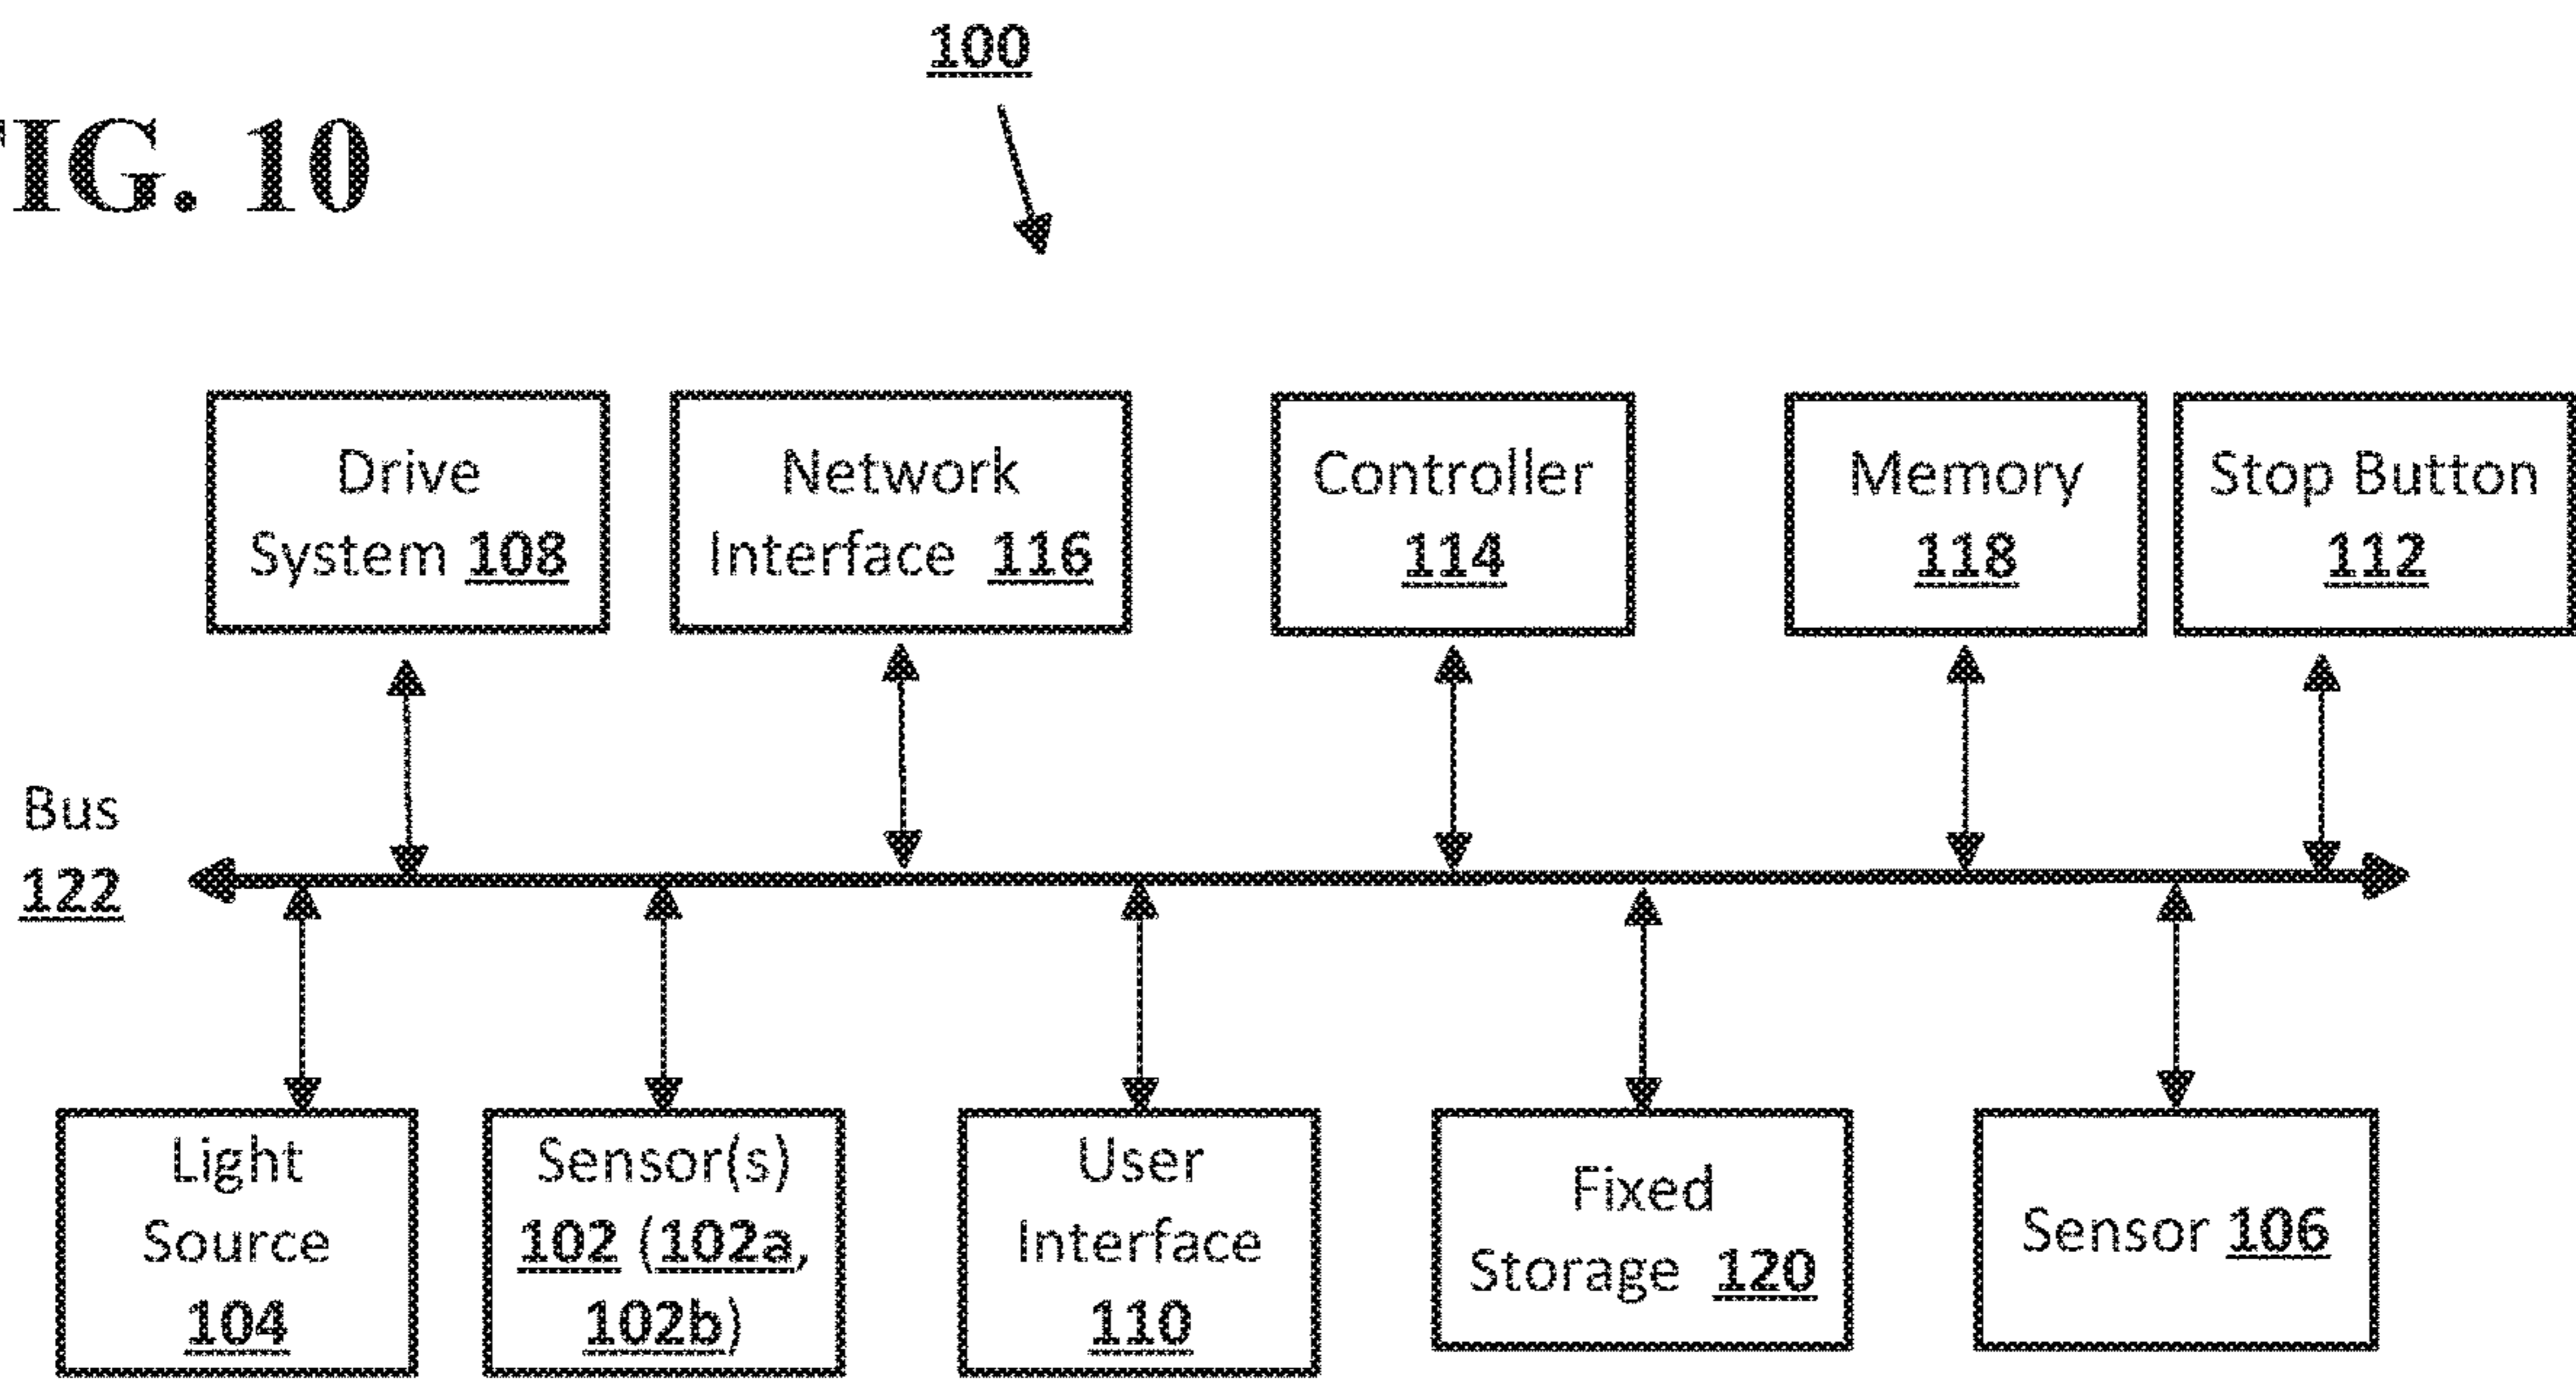 100
FIG. 10
Drive
System 108
Network
Interface 116
Controller
114
Memory
118
Stop Button
112
Bus
122
Light
Source
104
Sensor(s)
102 (102a,
102b)
User
Interface
110
Fixed
Storage 120
Sensor 106